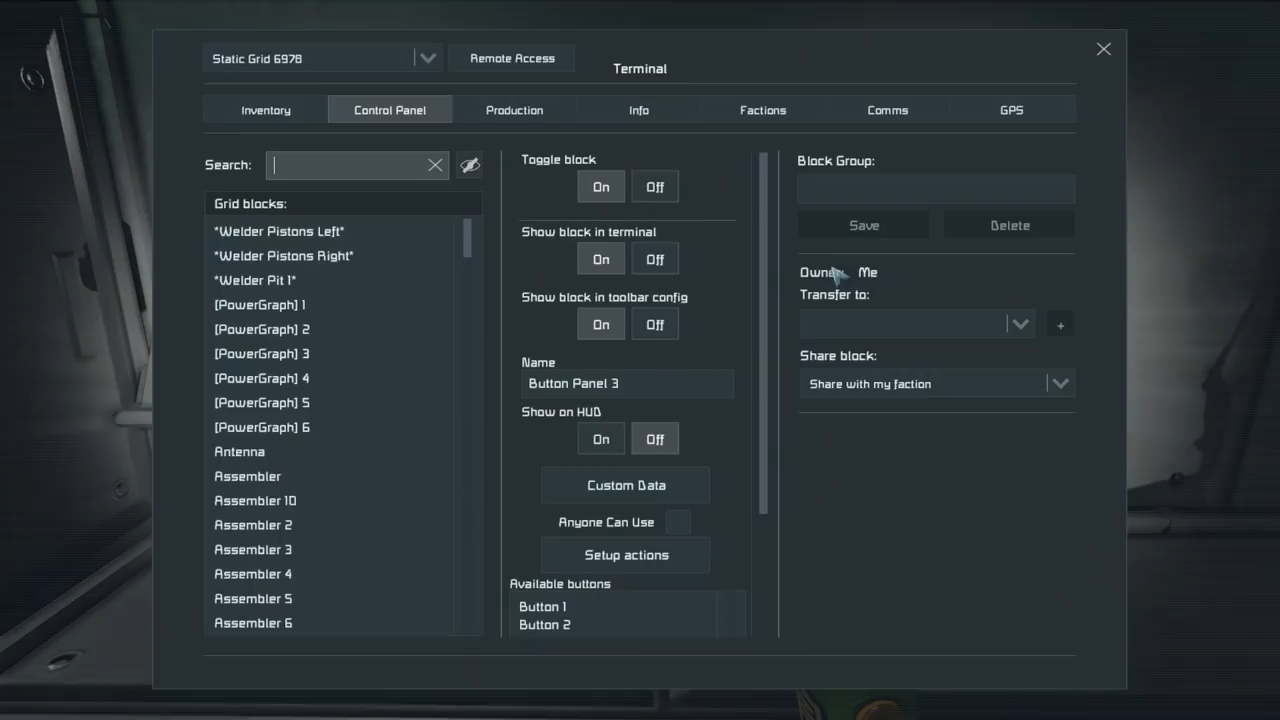 Static Grid 6978
Remote Access
Terminal
Inventory
Control Panel
Production
Info
Factions
Comms
GPS
Search:
Grid blocks:
*Welder Pistons Left*
*Welder Pistons Right*
*Welder Pit 1*
[PowerGraph] 1
[PowerGraph] 2
[PowerGraph] 3
[PowerGraph] 4
[PowerGraph] 5
[PowerGraph] 6
Antenna
Assembler
Assembler 10
Assembler 2
Assembler 3
Assembler 4
Assembler 5
Assembler 6
Toggle block
On
Off
Show block in terminal
On
Off
Show block in toolbar config
On
Off
Name
Button Panel 3
Show on HUD
On
Off
Custom Data
Anyone Can Use
Setup actions
Available buttons
Button 1
Button 2
Block Group:
Save
Delete
Owner: Me
Transfer to:
+
Share block:
Share with my faction